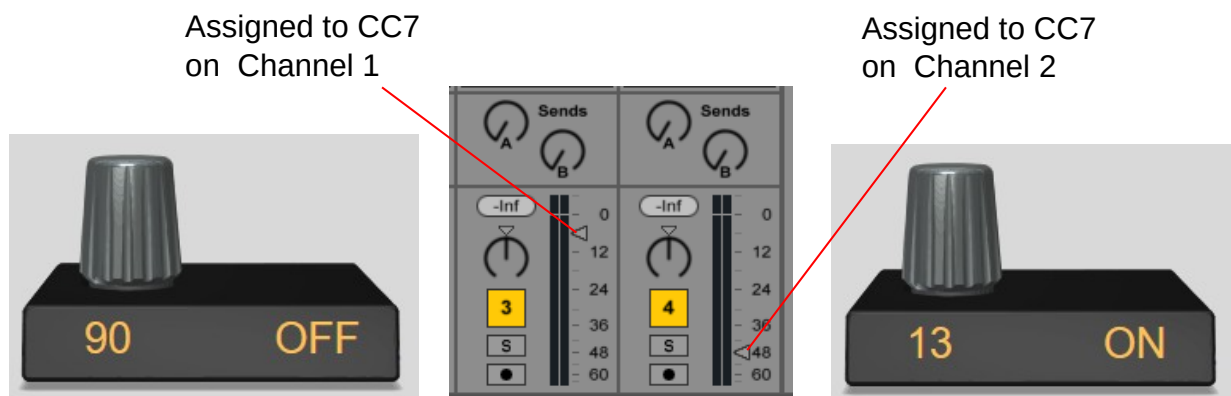 Assigned to CC7
on Channel 1
Assigned to CC7
on Channel 2
Sends
A
B
Sends
A
B
-Inf
0
12
24
36
48
60
3
S
-Inf
0
12
24
36
48
60
4
S
90 OFF
13 ON